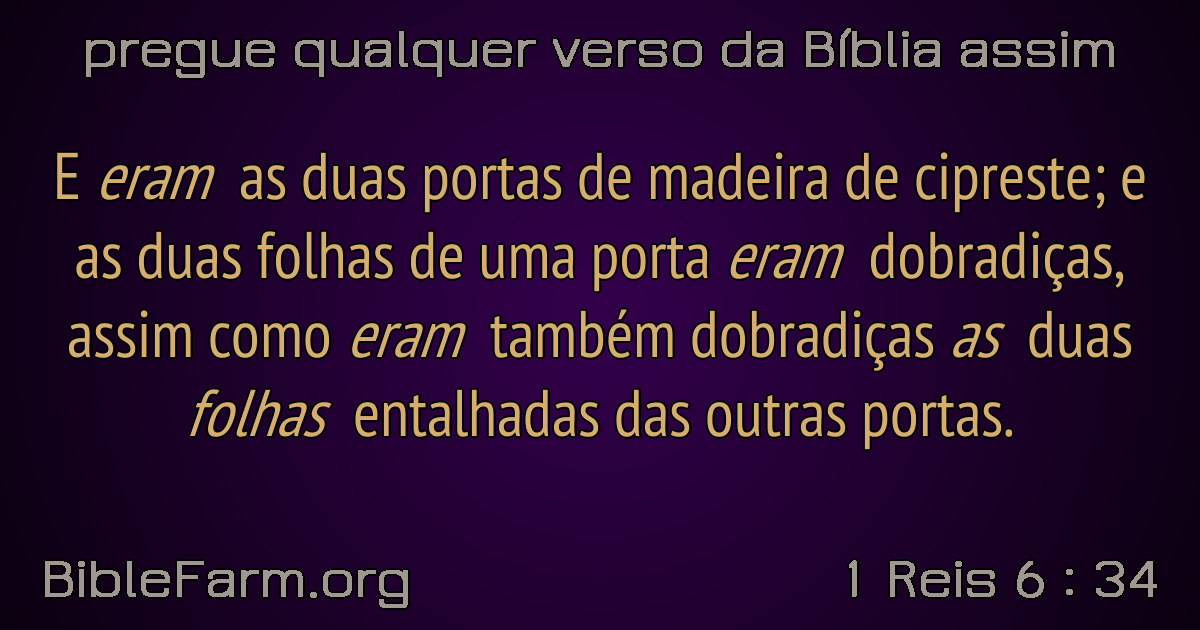 pregue qualquer verso da Bíblia assim
E eram as duas portas de madeira de cipreste; e
as duas folhas de uma porta eram dobradiças,
assim como eram também dobradiças as duas
folhas entalhadas das outras portas.
BibleFarm.org
1 Reis 6 : 34